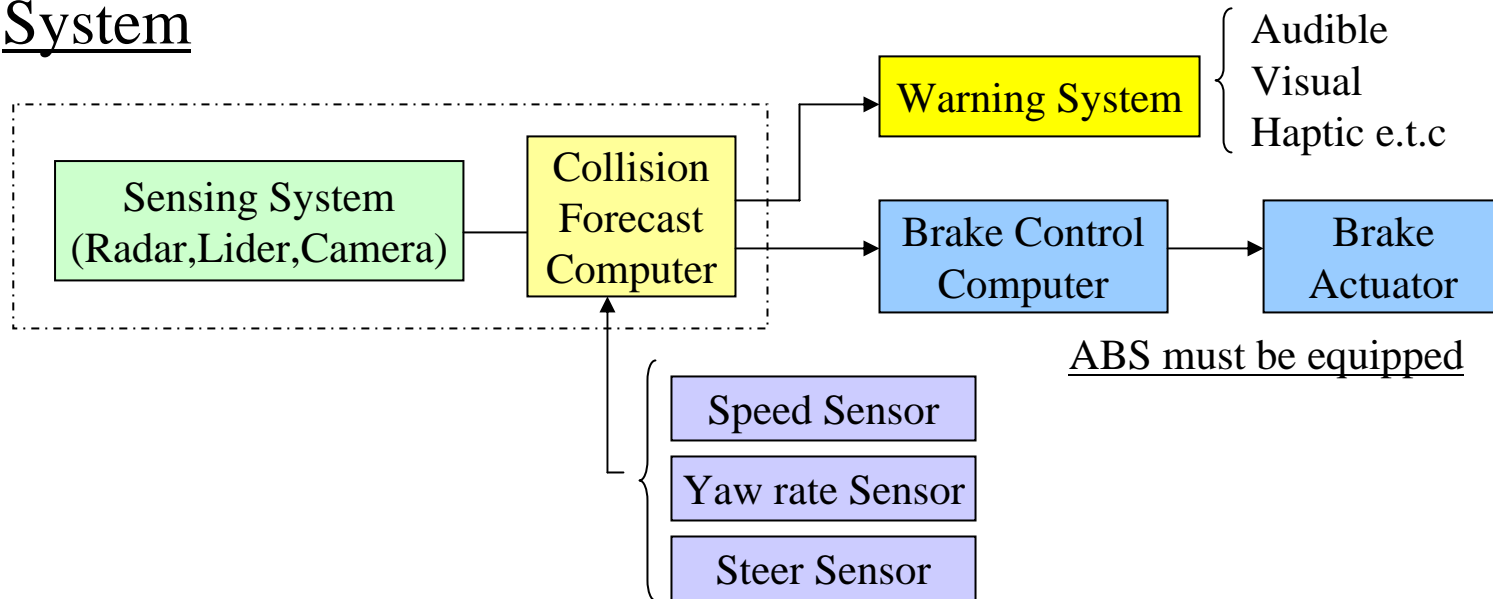 System
Audible
Visual
Haptic e.t.c
Warning System
Sensing System
(Radar,Lider,Camera)
Collision
Forecast
Computer
Brake Control
Computer
Brake
Actuator
ABS must be equipped
Speed Sensor
Yaw rate Sensor
Steer Sensor